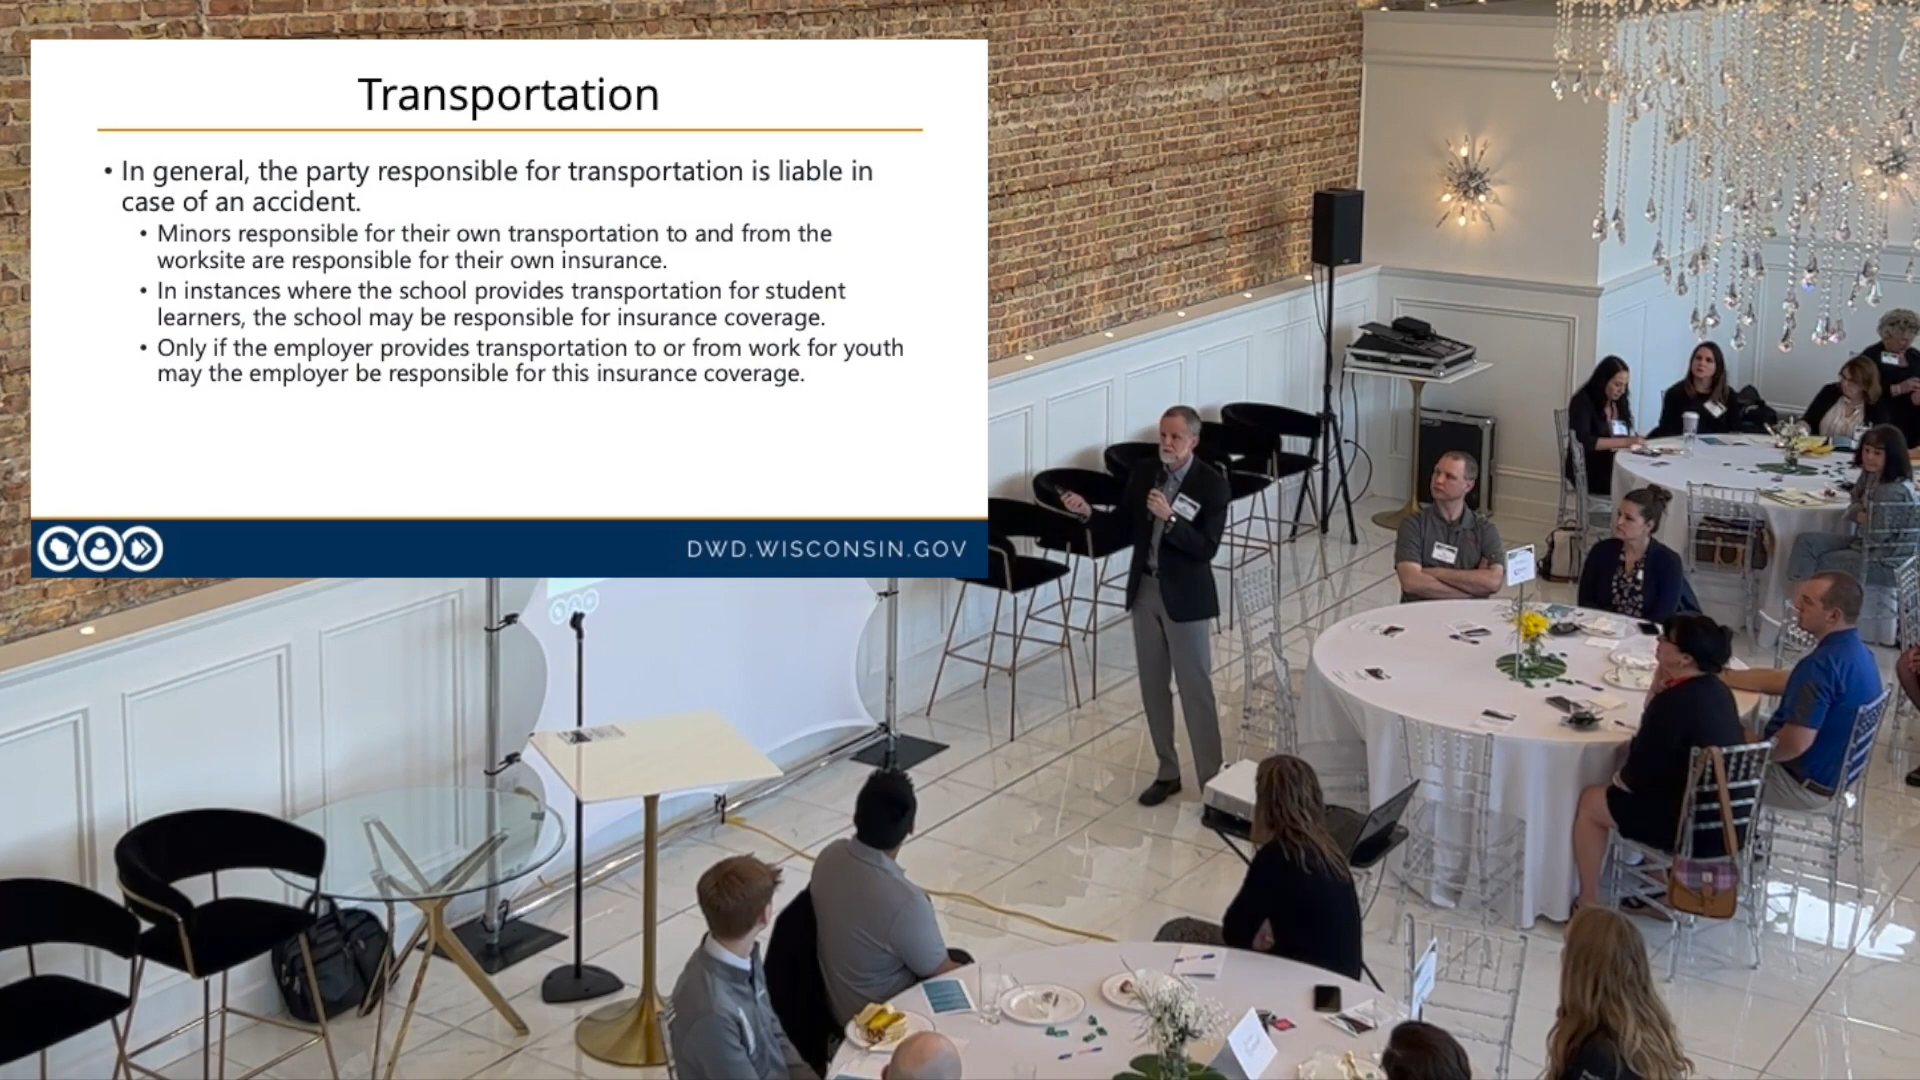 Transportation
• In general, the party responsible for transportation is liable in
case of an accident.
• Minors responsible for their own transportation to and from the
worksite are responsible for their own insurance.
• In instances where the school provides transportation for student
learners, the school may be responsible for insurance coverage.
• Only if the employer provides transportation to or from work for youth
may the employer be responsible for this insurance coverage.
DWD.WISCONSIN.GOV